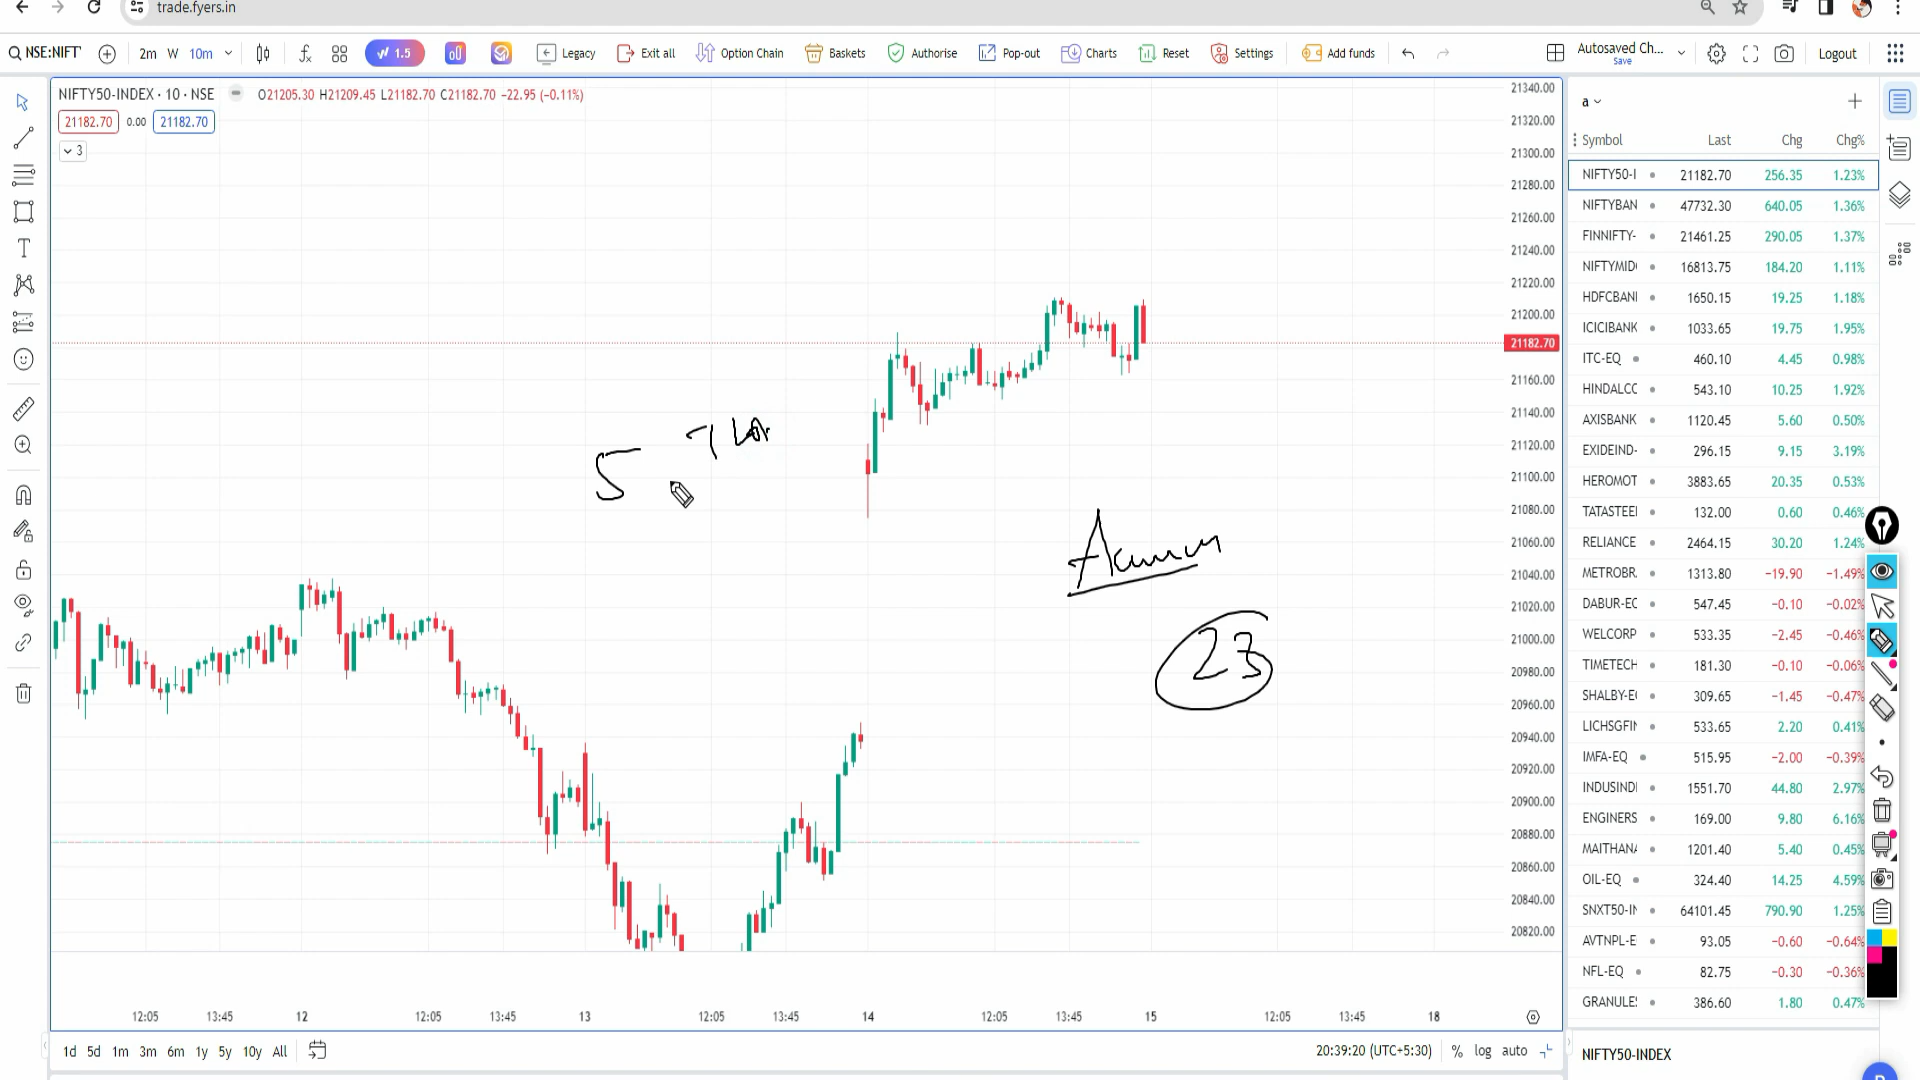 trade.fyers.in
NSE:NIFT
2m W 10m 1.5 Legacy Exit all Option Chain Baskets Authorise Pop-out Charts Reset Settings Add funds Autosaved Ch... Save Logout
NIFTY50-INDEX · 10 · NSE O21205.30 H21209.45 L21182.70 C21182.70 −22.95 (−0.11%)
21182.70 0.00 21182.70
3
5
23
21340.00
21320.00
21300.00
21280.00
21260.00
21240.00
21220.00
21200.00
21182.70
21160.00
21140.00
21120.00
21100.00
21080.00
21060.00
21040.00
21020.00
21000.00
20980.00
20960.00
20940.00
20920.00
20900.00
20880.00
20860.00
20840.00
20820.00
12:05 13:45 12 12:05 13:45 13 12:05 13:45 14 12:05 13:45 15 12:05 13:45 18
1d 5d 1m 3m 6m 1y 5y 10y All 20:39:20 (UTC+5:30) % log auto
a
Symbol Last Chg Chg%
NIFTY50-I 21182.70 256.35 1.23%
NIFTYBAN 47732.30 640.05 1.36%
FINNIFTY- 21461.25 290.05 1.37%
NIFTYMID 16813.75 184.20 1.11%
HDFCBANI 1650.15 19.25 1.18%
ICICIBANK 1033.65 19.75 1.95%
ITC-EQ 460.10 4.45 0.98%
HINDALCC 543.10 10.25 1.92%
AXISBANK 1120.45 5.60 0.50%
EXIDEIND- 296.15 9.15 3.19%
HEROMOT 3883.65 20.35 0.53%
TATASTEEI 132.00 0.60 0.46%
RELIANCE 2464.15 30.20 1.24%
METROBR. 1313.80 −19.90 −1.49%
DABUR-EC 547.45 −0.10 −0.02%
WELCORP 533.35 −2.45 −0.46%
TIMETECH 181.30 −0.10 −0.06%
SHALBY-E 309.65 −1.45 −0.47%
LICHSGFII 533.65 2.20 0.41%
IMFA-EQ 515.95 −2.00 −0.39%
INDUSIND 1551.70 44.80 2.97%
ENGINERS 169.00 9.80 6.16%
MAITHAN 1201.40 5.40 0.45%
OIL-EQ 324.40 14.25 4.59%
SNXT50-IN 64101.45 790.90 1.25%
AVTNPL-E 93.05 −0.60 −0.64%
NFL-EQ 82.75 −0.30 −0.36%
GRANULE 386.60 1.80 0.47%
NIFTY50-INDEX